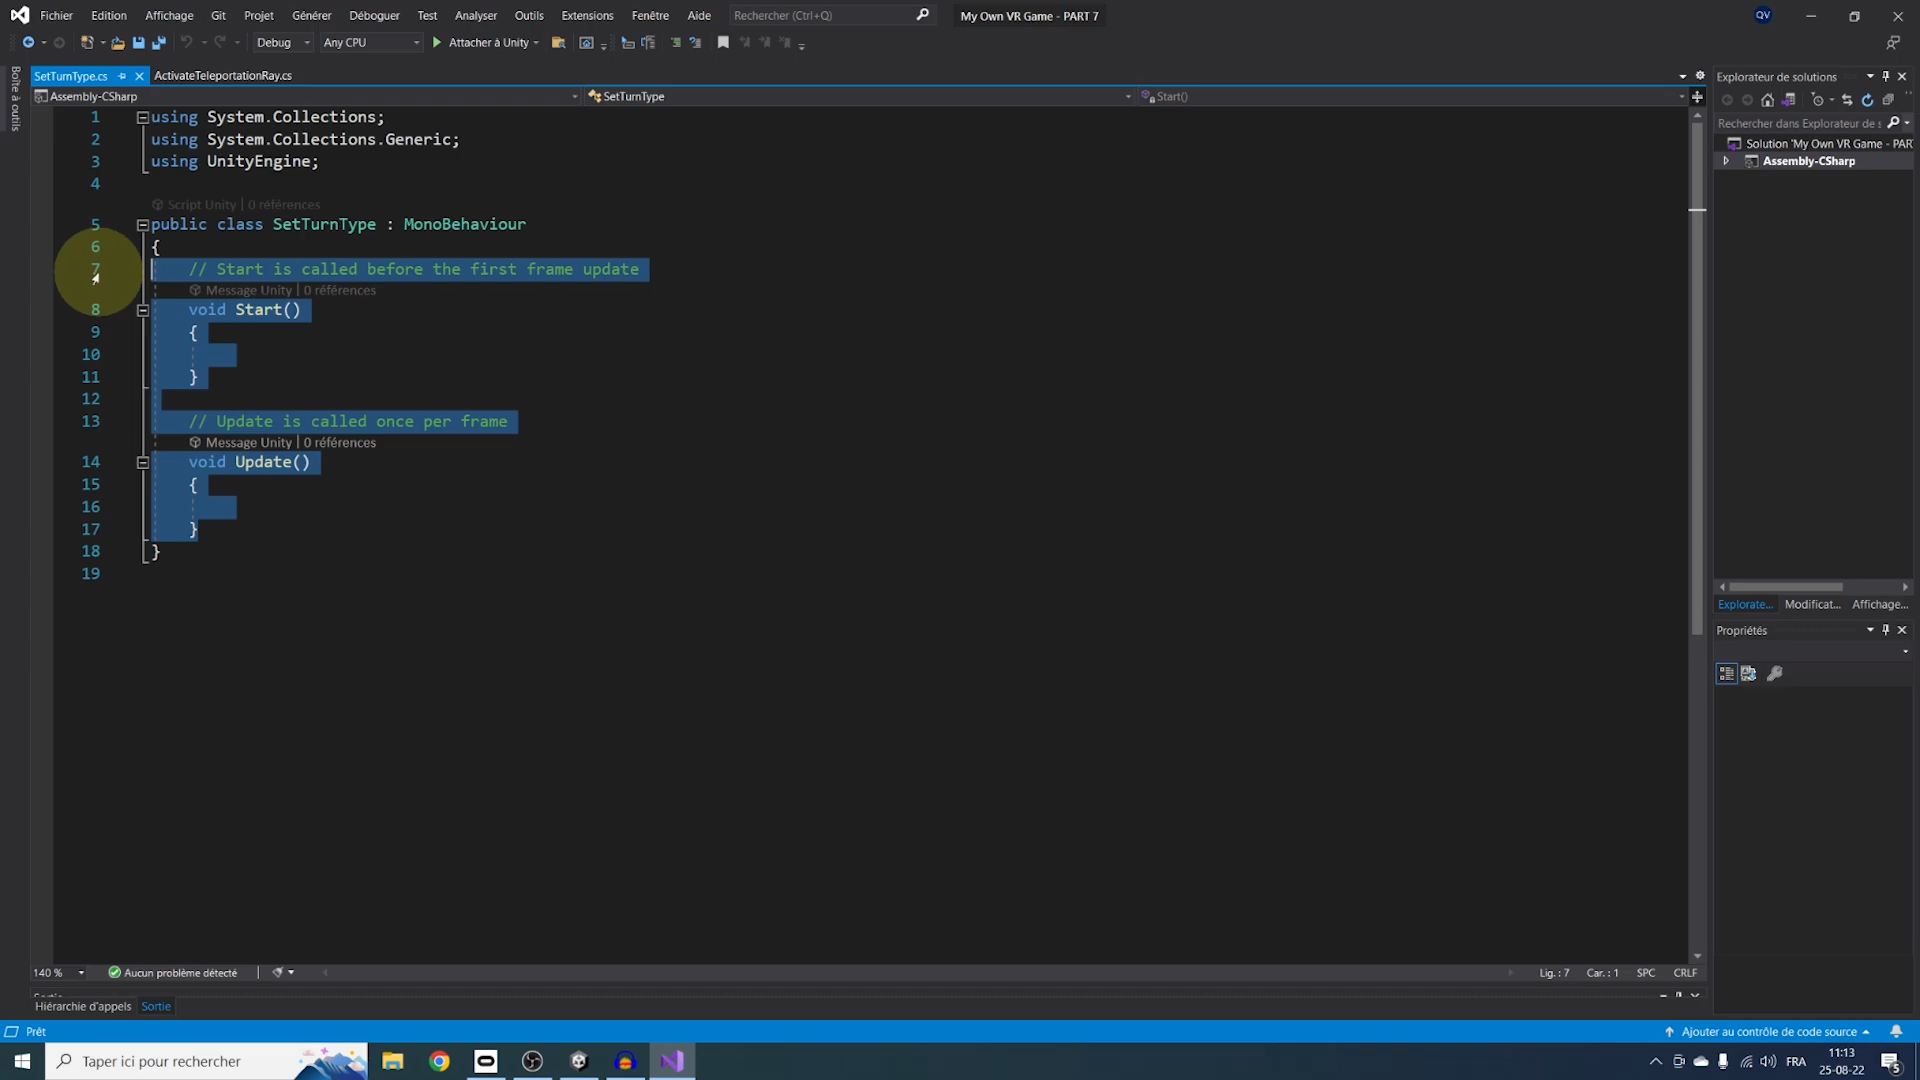 Fichier Edition Affichage Git Projet Générer Déboguer Test Analyser Outils Extensions Fenêtre Aide Rechercher (Ctrl+Q) My Own VR Game - PART 7 QV
Debug Any CPU Attacher à Unity
Boîte à outils
SetTurnType.cs ActivateTeleportationRay.cs
Assembly-CSharp SetTurnType Start()
1 using System.Collections;
2 using System.Collections.Generic;
3 using UnityEngine;
4
Script Unity | 0 références
5 public class SetTurnType : MonoBehaviour
6 {
7 // Start is called before the first frame update
Message Unity | 0 références
8 void Start()
9 {
10
11 }
12
13 // Update is called once per frame
Message Unity | 0 références
14 void Update()
15 {
16
17 }
18 }
19
Explorateur de solutions
Rechercher dans Explorateur de s
Solution 'My Own VR Game - PAR
Assembly-CSharp
Explorate... Modificat... Affichage...
Propriétés
140 % Aucun problème détecté Lig. : 7 Car. : 1 SPC CRLF
Sortie
Hiérarchie d'appels Sortie
Prêt Ajouter au contrôle de code source
Taper ici pour rechercher FRA 11:13
25-08-22 5